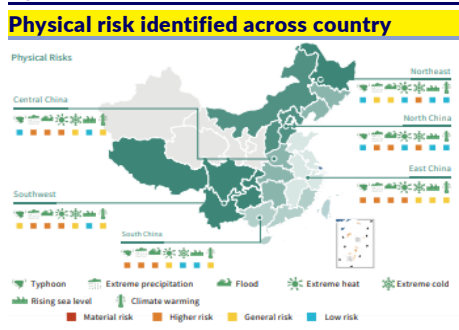 Physical risk identified across country
Physical Risks
Northeast
Central China
North China
East China
Southwest
South China
Typhoon Extreme precipitation Flood Extreme heat Extreme cold
Rising sea level Climate warming
Material risk Higher risk General risk Low risk